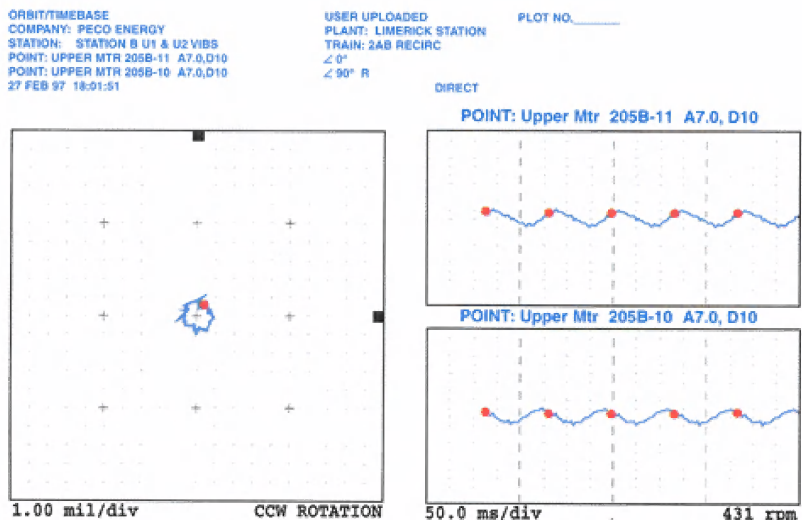 ORBIT/TIMEBASE
COMPANY: PECO ENERGY
STATION: STATION B U1 & U2 VIBS
POINT: UPPER MTR 205B-11 A7.0,D10
POINT: UPPER MTR 205B-10 A7.0,D10
27 FEB 97 18:01:51
USER UPLOADED
PLANT: LIMERICK STATION
TRAIN: 2AB RECIRC
∠ 0°
∠ 90° R
DIRECT
PLOT NO.
POINT: Upper Mtr 205B-11 A7.0, D10
POINT: Upper Mtr 205B-10 A7.0, D10
1.00 mil/div CCW ROTATION
50.0 ms/div 431 rpm